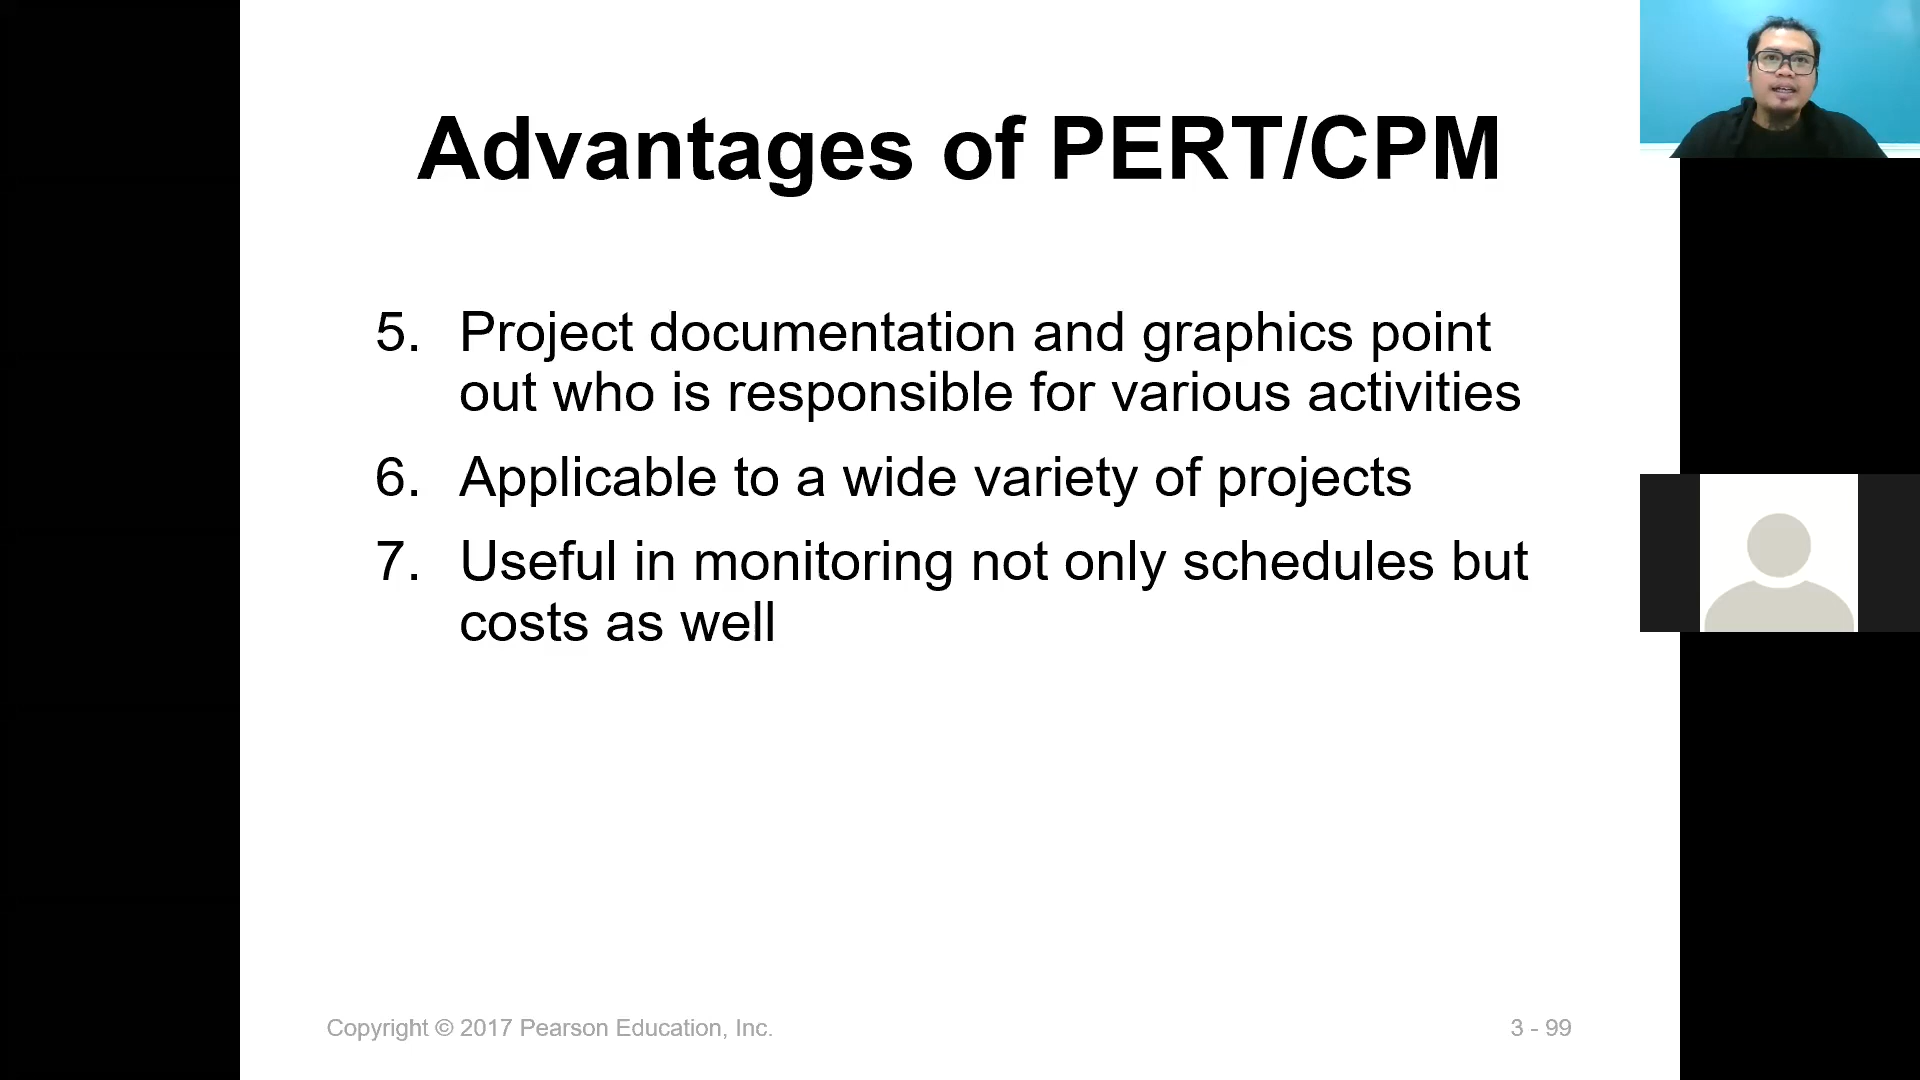 Advantages of PERT/CPM
5. Project documentation and graphics point
out who is responsible for various activities
6. Applicable to a wide variety of projects
7. Useful in monitoring not only schedules but
costs as well
Copyright © 2017 Pearson Education, Inc.
3 - 99